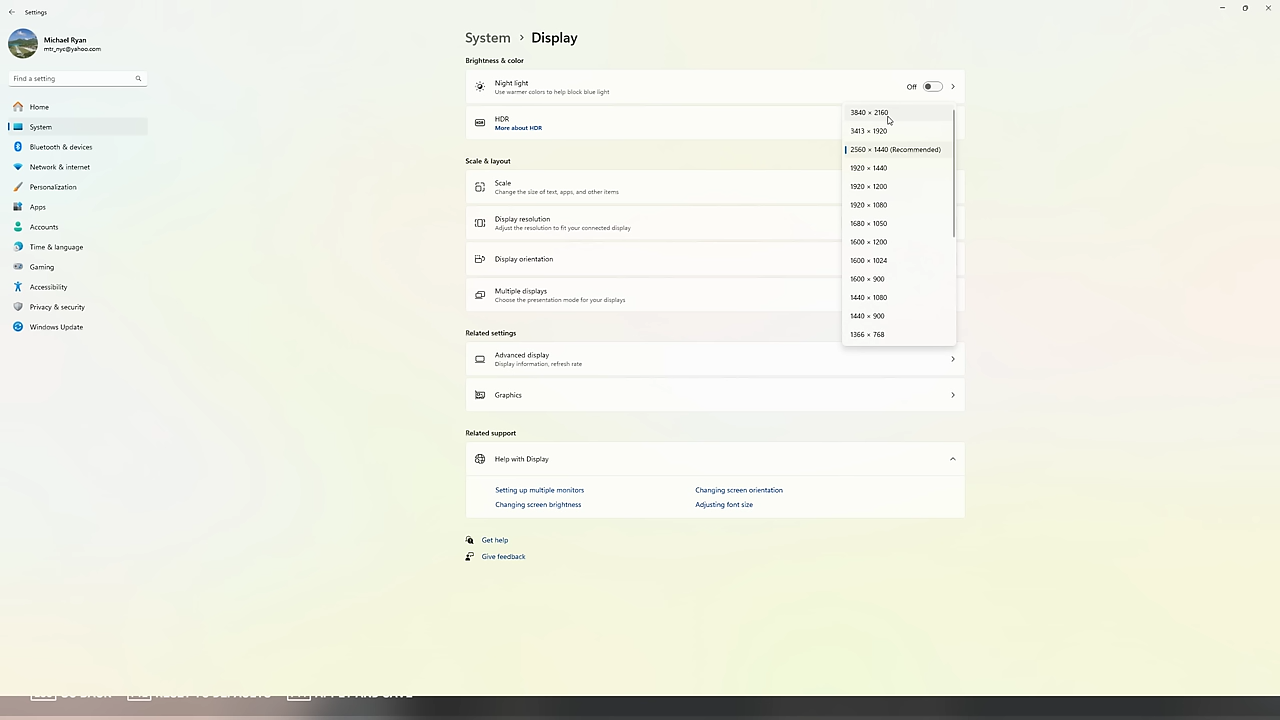 Settings
Michael Ryan
mtr_nyc@yahoo.com
Find a setting
Home
System
Bluetooth & devices
Network & internet
Personalization
Apps
Accounts
Time & language
Gaming
Accessibility
Privacy & security
Windows Update
System > Display
Brightness & color
Night light
Use warmer colors to help block blue light
Off
HDR
More about HDR
Scale & layout
Scale
Change the size of text, apps, and other items
Display resolution
Adjust the resolution to fit your connected display
Display orientation
Multiple displays
Choose the presentation mode for your displays
3840 × 2160
3413 × 1920
2560 × 1440 (Recommended)
1920 × 1440
1920 × 1200
1920 × 1080
1680 × 1050
1600 × 1200
1600 × 1024
1600 × 900
1440 × 1080
1440 × 900
1366 × 768
Related settings
Advanced display
Display information, refresh rate
Graphics
Related support
Help with Display
Setting up multiple monitors
Changing screen orientation
Changing screen brightness
Adjusting font size
Get help
Give feedback